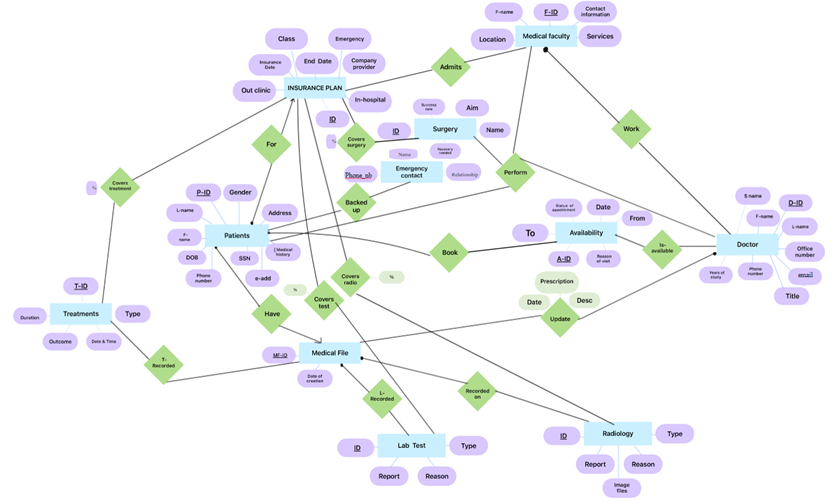 F-name
F-ID
Contact
information
Location
Medical faculty
Services
Class
Emergency
Insurance
Date
End Date
Company
provider
Out clinic
INSURANCE PLAN
In-hospital
ID
Admits
Work
%
Covers
surgery
Success
rate
Aim
ID
Surgery
Name
Recovery
needed
For
Name
Phone_nb
Emergency
contact
Relationship
Perform
%
Covers
treatment
Backed
up
P-ID
Gender
L-name
Address
F-
name
Patients
DOB
SSN
Medical
history
Phone
number
e-add
Book
Status of
appointment
Date
From
To
Availability
A-ID
Reason
of visit
Is-
available
S name
D-ID
F-name
L-name
Doctor
Office
number
Years of
study
Phone
number
email
Title
Covers
radio
%
%
Covers
test
Prescription
Date
Desc
Update
T-ID
Duration
Treatments
Type
Outcome
Date & Time
Have
MF-ID
Medical File
Date of
creation
T-
Recorded
L-
Recorded
Recorded
on
ID
Lab Test
Type
Report
Reason
ID
Radiology
Type
Report
Reason
Image
files